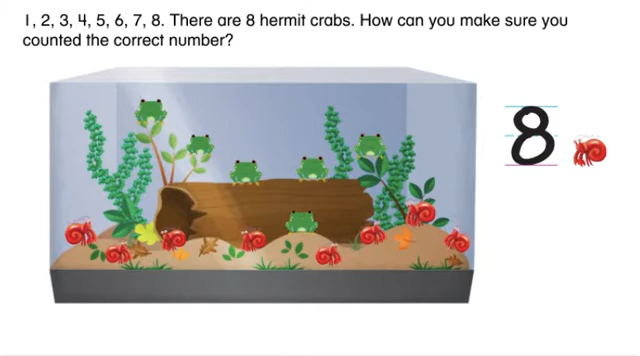 1, 2, 3, 4, 5, 6, 7, 8. There are 8 hermit crabs. How can you make sure you
counted the correct number?
8